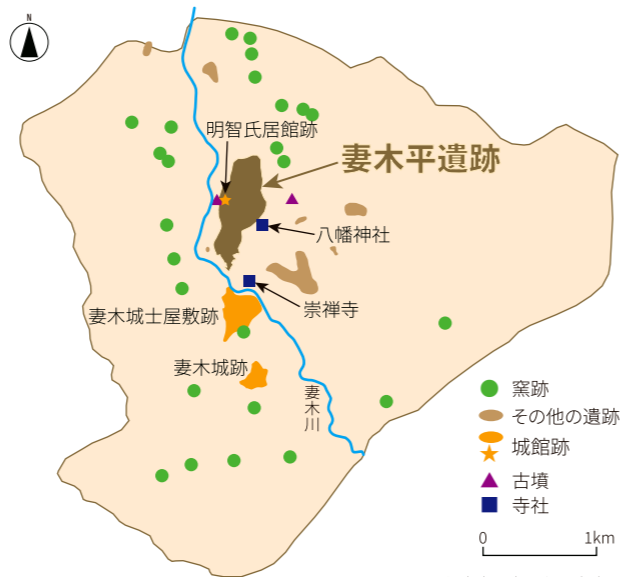 N
明智氏居館跡
妻木平遺跡
八幡神社
崇禅寺
妻木城士屋敷跡
妻木城跡
妻木川
窯跡
その他の遺跡
城館跡
古墳
寺社
0 1km